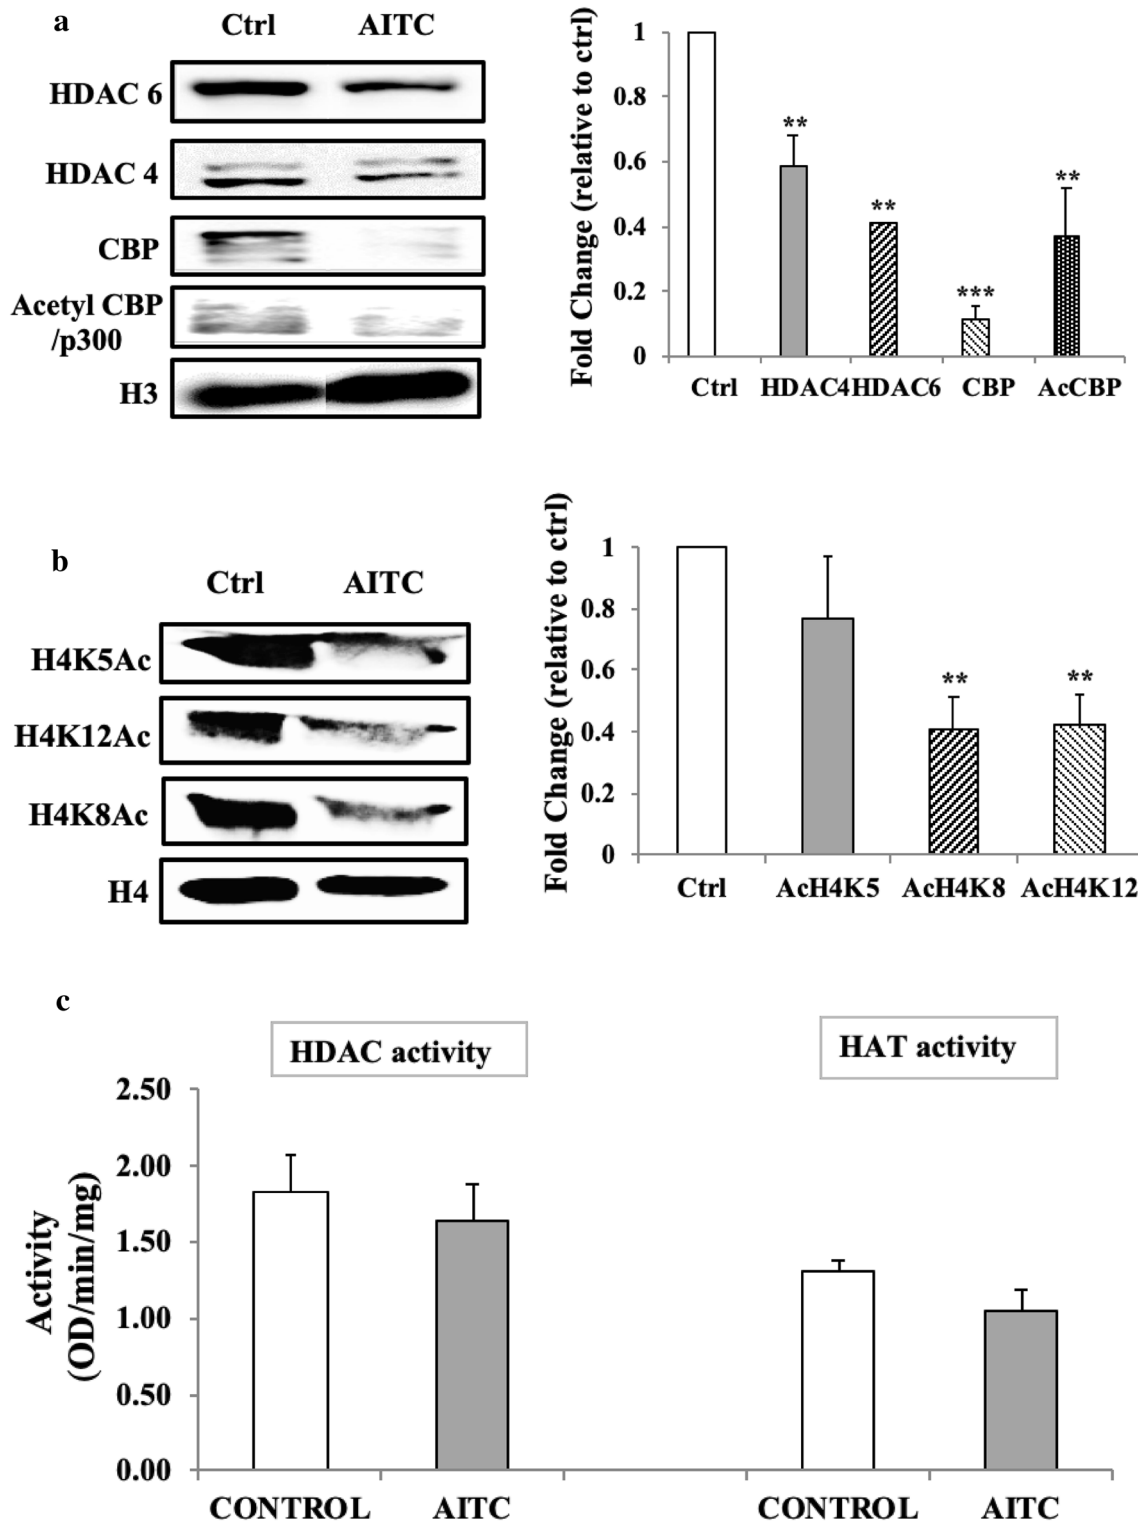 a
Ctrl AITC
HDAC 6
HDAC 4
CBP
Acetyl CBP
/p300
H3
Fold Change (relative to ctrl)
1
0.8
0.6
0.4
0.2
0
**
**
***
**
Ctrl HDAC4 HDAC6 CBP AcCBP
b
Ctrl AITC
H4K5Ac
H4K12Ac
H4K8Ac
H4
Fold Change (relative to ctrl)
1
0.8
0.6
0.4
0.2
0
** **
Ctrl AcH4K5 AcH4K8 AcH4K12
c
HDAC activity
HAT activity
Activity
(OD/min/mg)
2.50
2.00
1.50
1.00
0.50
0.00
CONTROL AITC CONTROL AITC